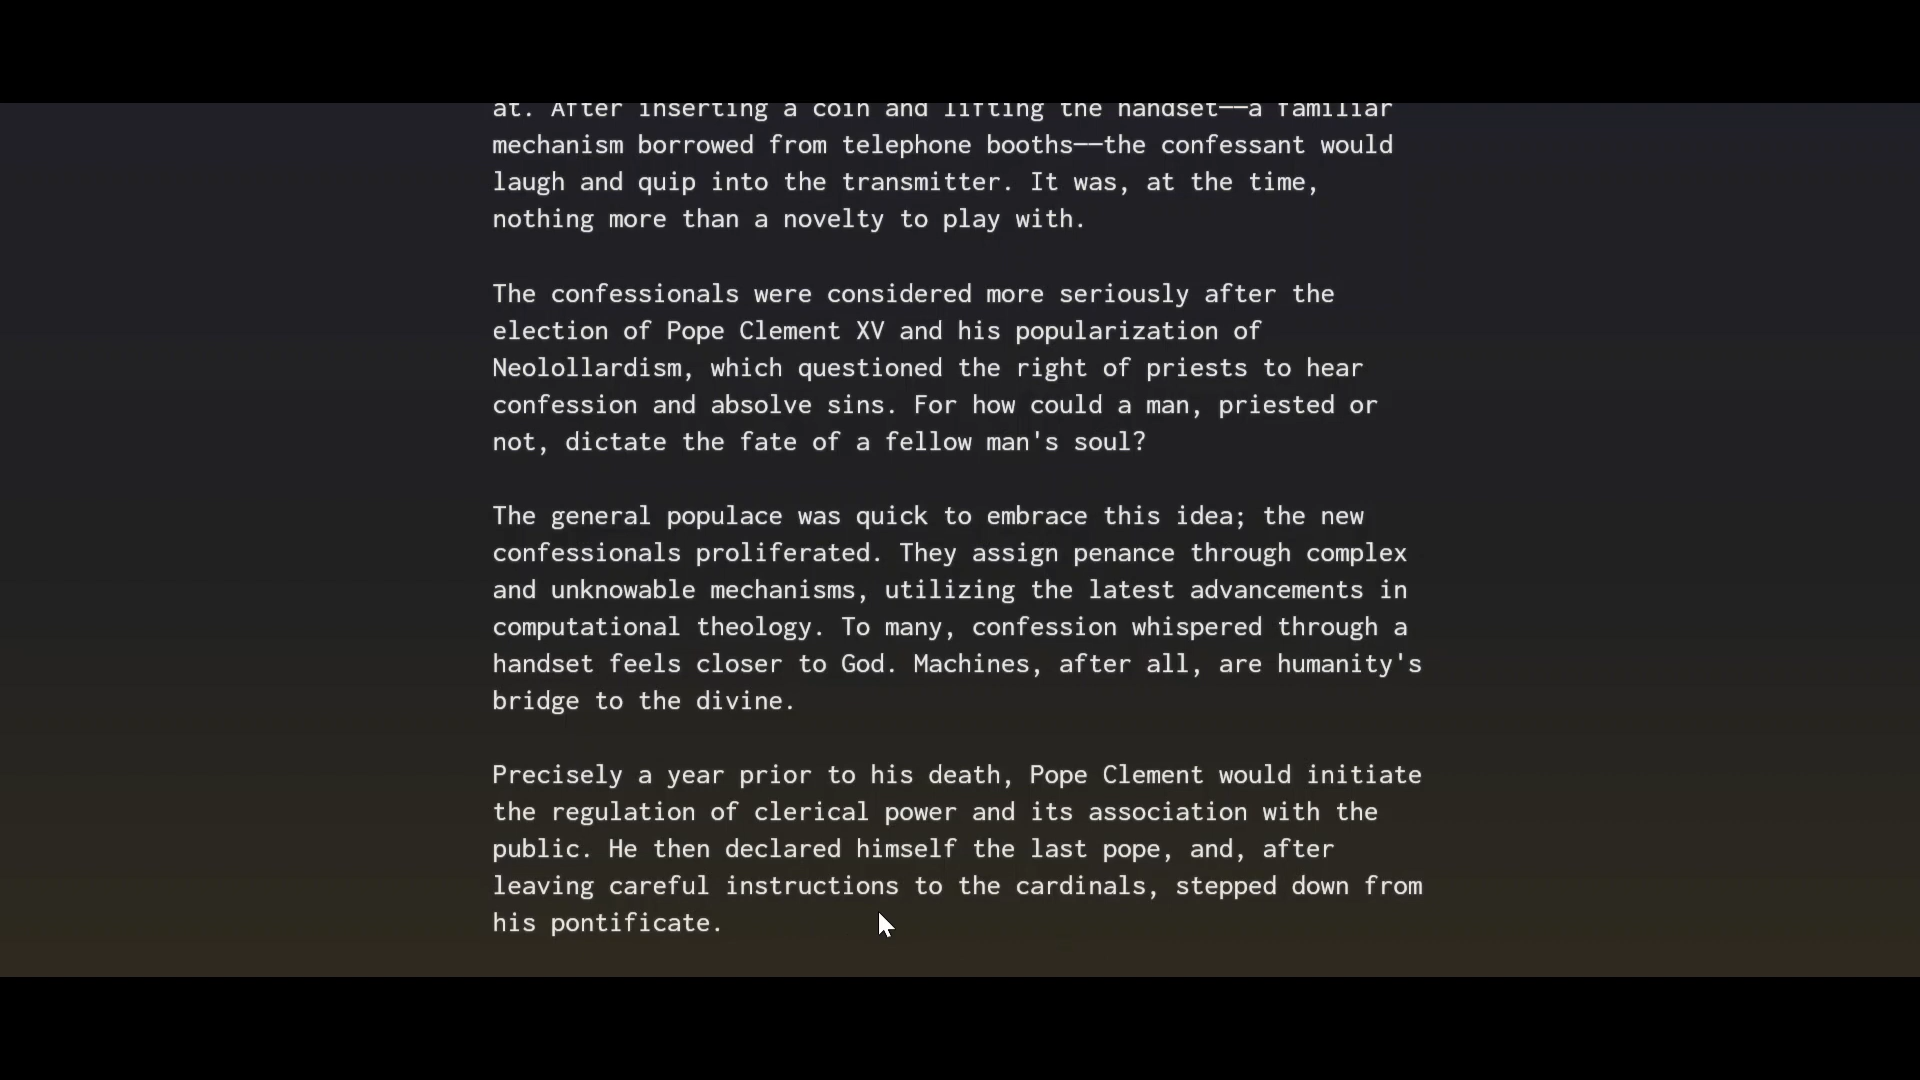 at. After inserting a coin and lifting the handset——a familiar
mechanism borrowed from telephone booths——the confessant would
laugh and quip into the transmitter. It was, at the time,
nothing more than a novelty to play with.
The confessionals were considered more seriously after the
election of Pope Clement XV and his popularization of
Neolollardism, which questioned the right of priests to hear
confession and absolve sins. For how could a man, priested or
not, dictate the fate of a fellow man's soul?
The general populace was quick to embrace this idea; the new
confessionals proliferated. They assign penance through complex
and unknowable mechanisms, utilizing the latest advancements in
computational theology. To many, confession whispered through a
handset feels closer to God. Machines, after all, are humanity's
bridge to the divine.
Precisely a year prior to his death, Pope Clement would initiate
the regulation of clerical power and its association with the
public. He then declared himself the last pope, and, after
leaving careful instructions to the cardinals, stepped down from
his pontificate.